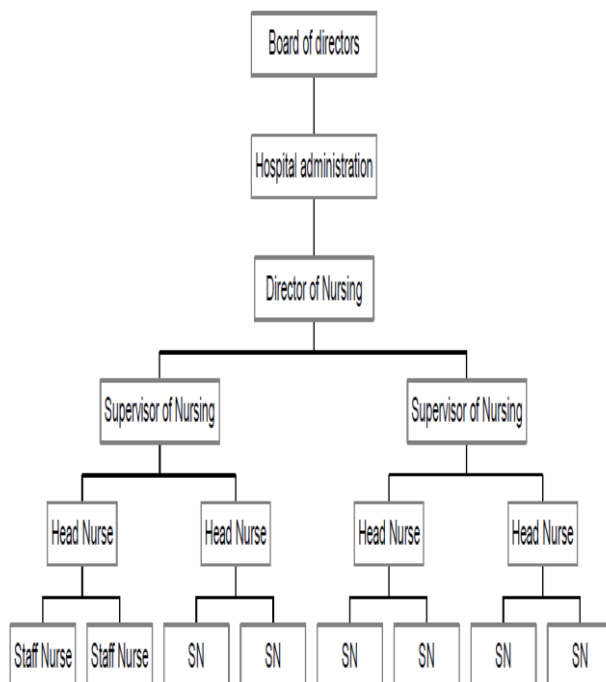 Board of directors
Hospital administration
Director of Nursing
Supervisor of Nursing
Supervisor of Nursing
Head Nurse
Head Nurse
Head Nurse
Head Nurse
Staff Nurse
Staff Nurse
SN
SN
SN
SN
SN
SN